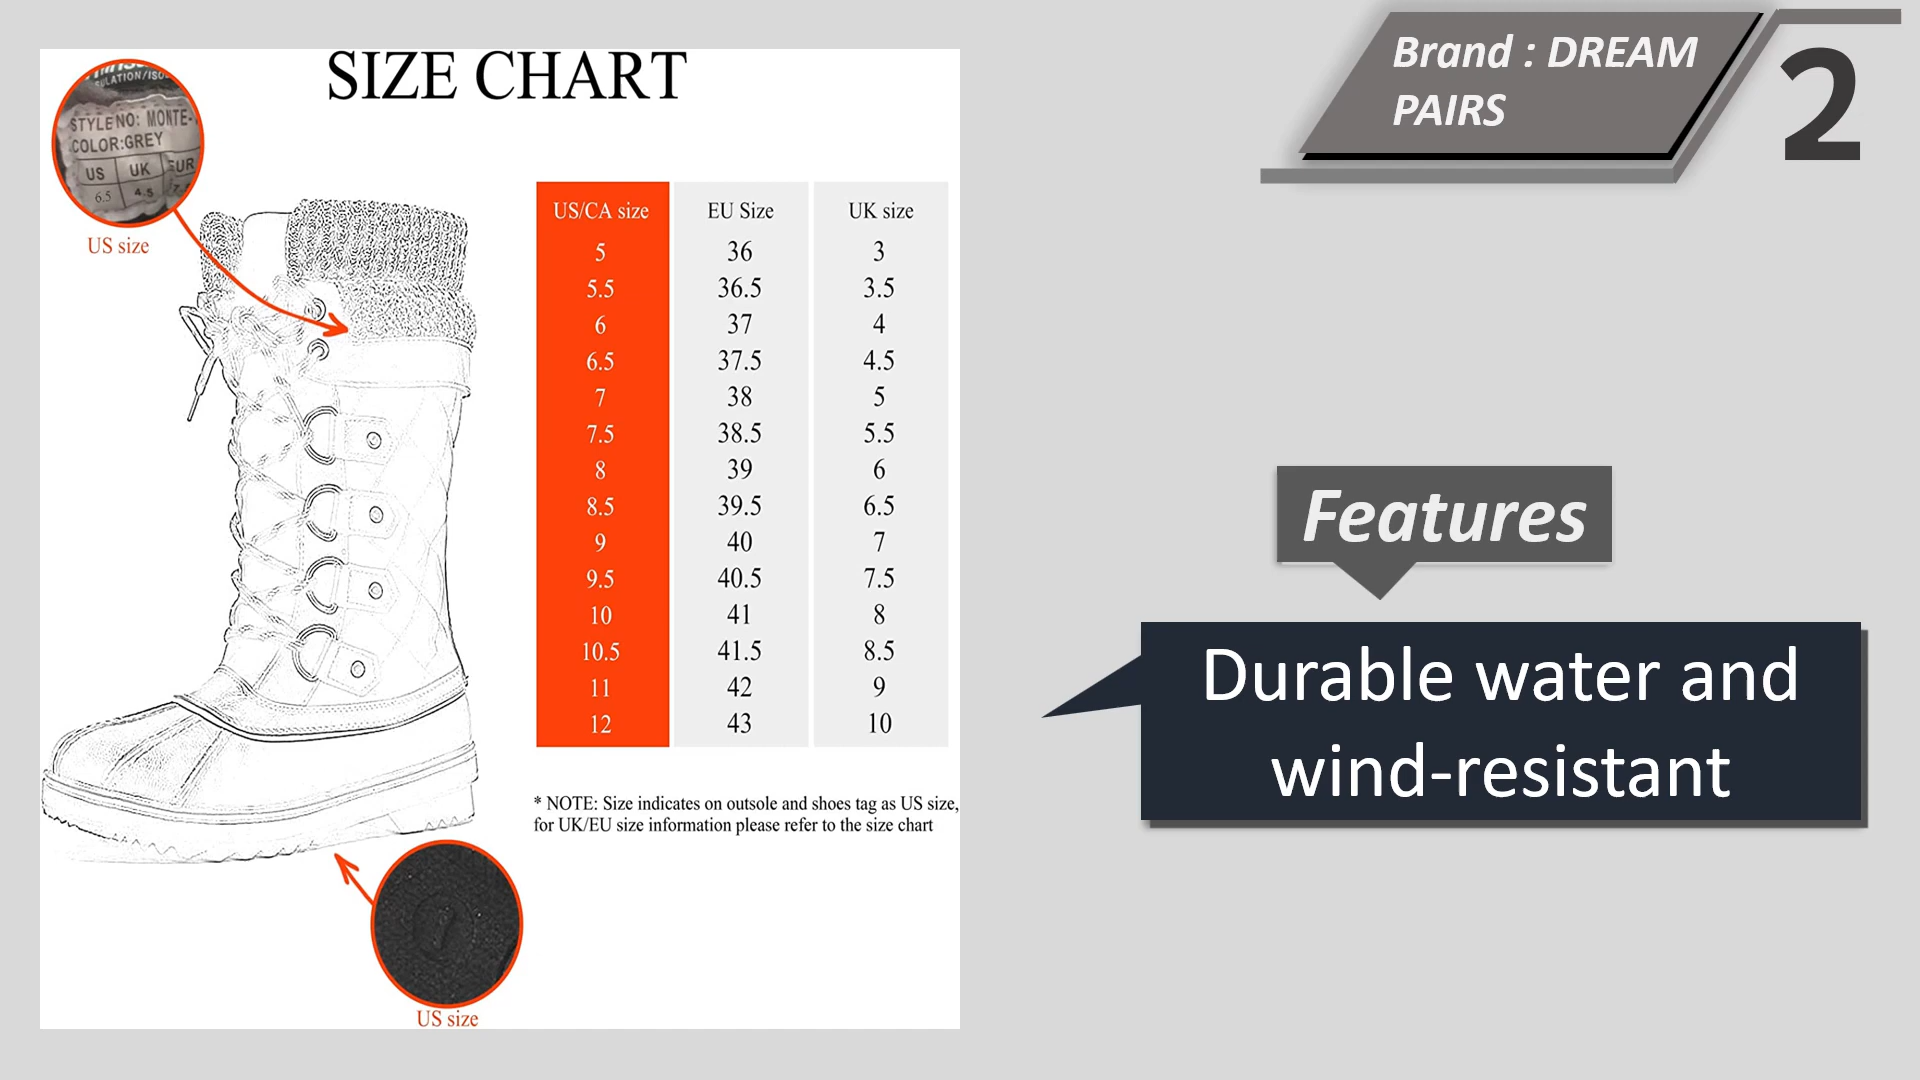 SIZE CHART
ULATION/ISO
STYLE NO: MONTE-
COLOR:GREY
US UK EUR
6.5 4.5
US size
US/CA size EU Size UK size
5 36 3
5.5 36.5 3.5
6 37 4
6.5 37.5 4.5
7 38 5
7.5 38.5 5.5
8 39 6
8.5 39.5 6.5
9 40 7
9.5 40.5 7.5
10 41 8
10.5 41.5 8.5
11 42 9
12 43 10
* NOTE: Size indicates on outsole and shoes tag as US size,
for UK/EU size information please refer to the size chart
7
US size
Brand : DREAM
PAIRS
2
Features
Durable water and
wind-resistant